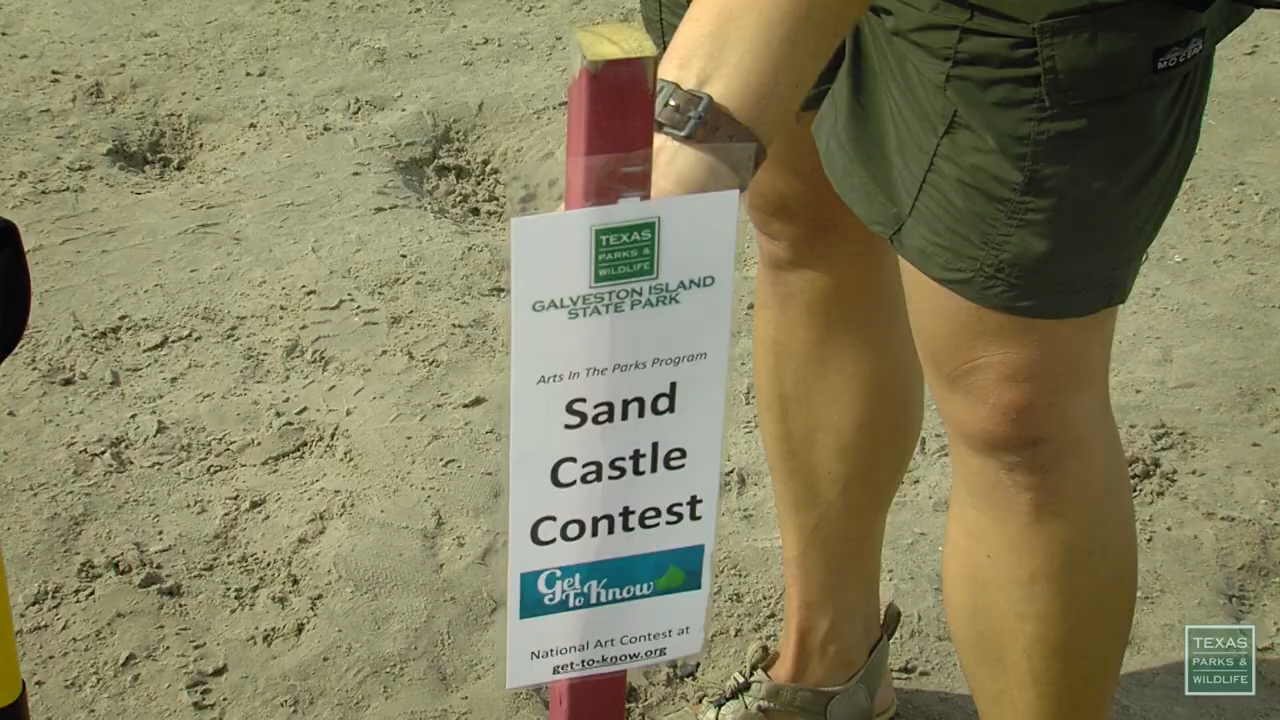 TEXAS
PARKS &
WILDLIFE
GALVESTON ISLAND
STATE PARK
Arts In The Parks Program
Sand
Castle
Contest
Get
To Know
National Art Contest at
get-to-know.org
TEXAS
PARKS &
WILDLIFE